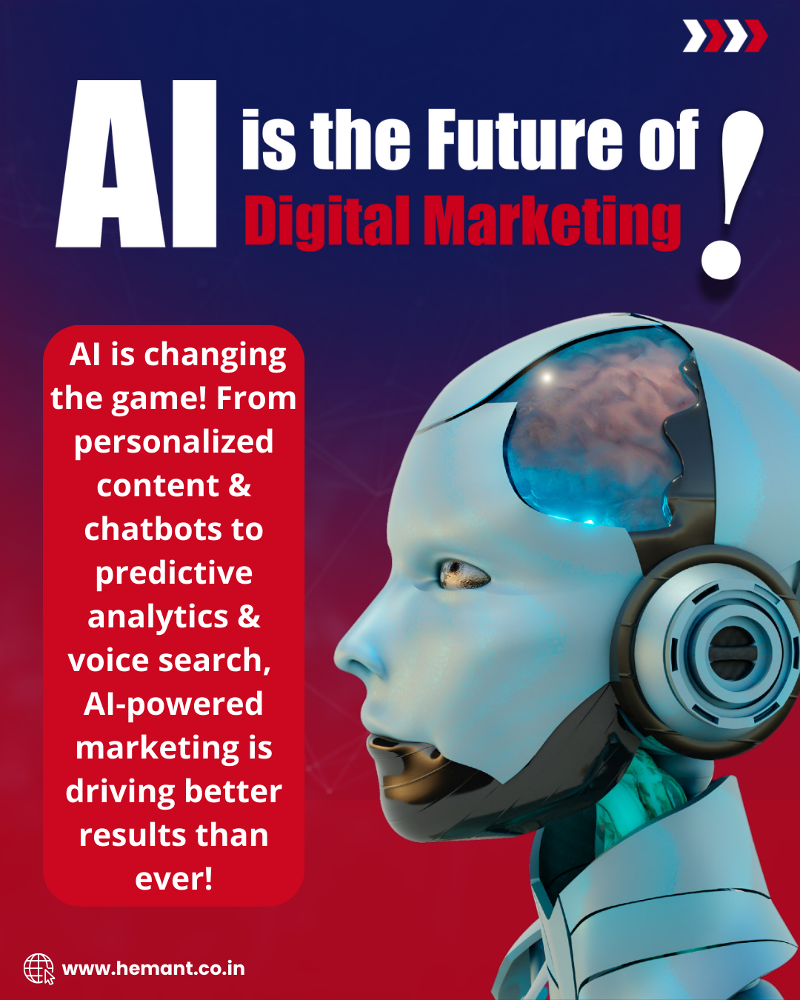 AI is the Future of
Digital Marketing!
AI is changing
the game! From
personalized
content &
chatbots to
predictive
analytics &
voice search,
AI-powered
marketing is
driving better
results than
ever!
www.hemant.co.in